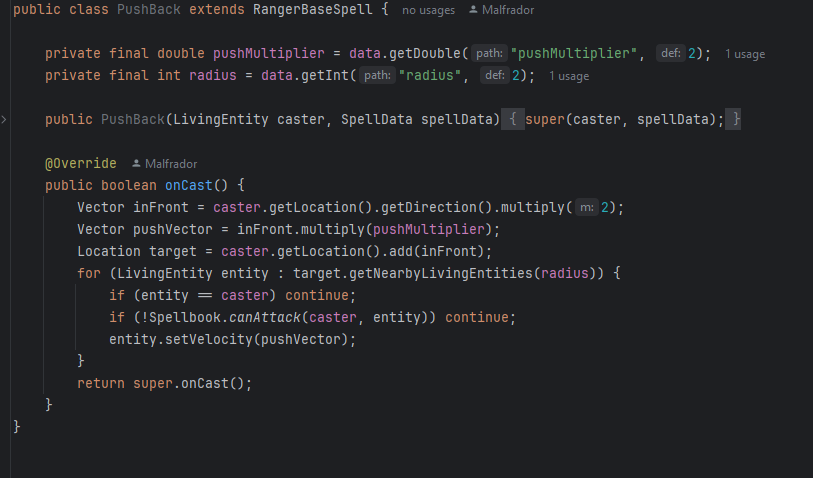 public class PushBack extends RangerBaseSpell { no usages Malfrador
private final double pushMultiplier = data.getDouble( path: "pushMultiplier", def: 2); 1 usage
private final int radius = data.getInt( path: "radius", def: 2); 1 usage
public PushBack(LivingEntity caster, SpellData spellData) { super(caster, spellData); }
@Override Malfrador
public boolean onCast() {
Vector inFront = caster.getLocation().getDirection().multiply( m: 2);
Vector pushVector = inFront.multiply(pushMultiplier);
Location target = caster.getLocation().add(inFront);
for (LivingEntity entity : target.getNearbyLivingEntities(radius)) {
if (entity == caster) continue;
if (!Spellbook.canAttack(caster, entity)) continue;
entity.setVelocity(pushVector);
}
return super.onCast();
}
}